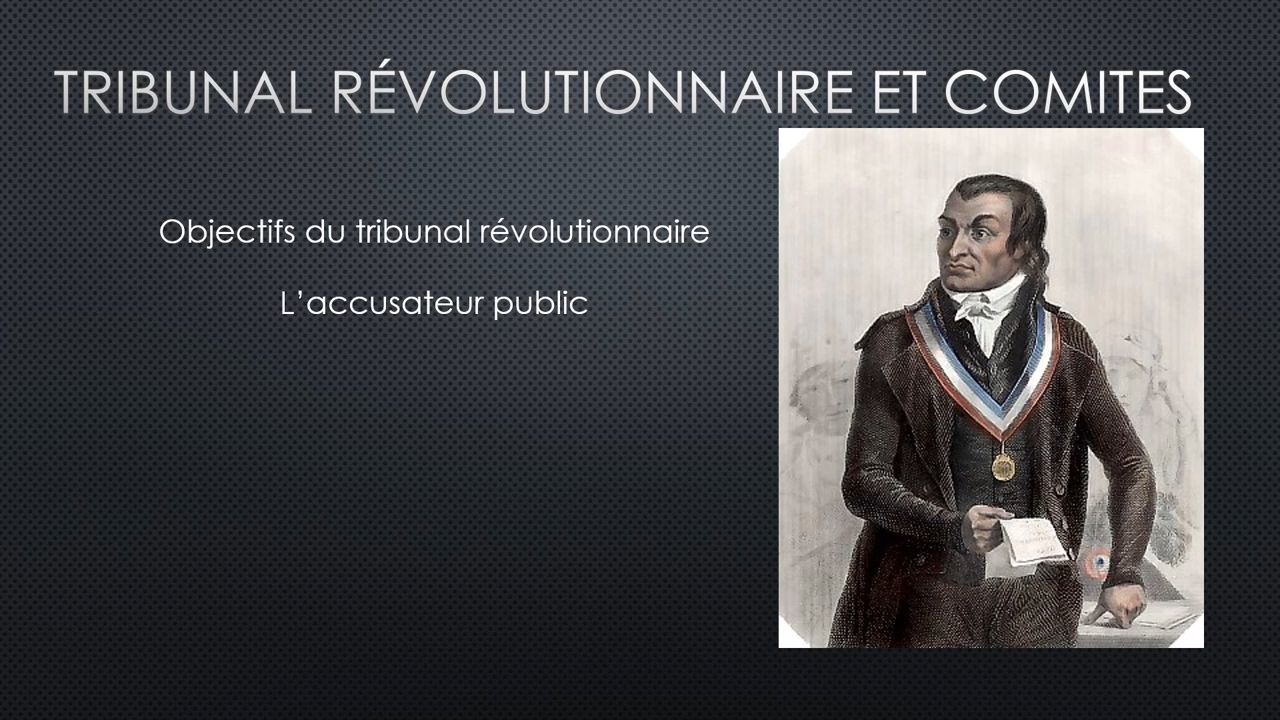 TRIBUNAL RÉVOLUTIONNAIRE ET COMITES
Objectifs du tribunal révolutionnaire
L’accusateur public